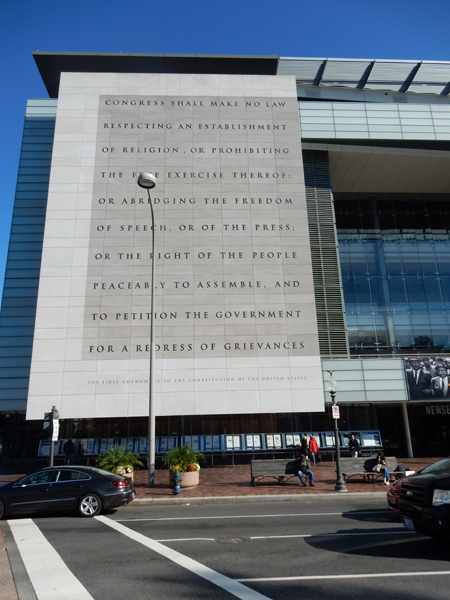 CONGRESS SHALL MAKE NO LAW
RESPECTING AN ESTABLISHMENT
OF RELIGION, OR PROHIBITING
THE FREE EXERCISE THEREOF;
OR ABRIDGING THE FREEDOM
OF SPEECH, OR OF THE PRESS;
OR THE RIGHT OF THE PEOPLE
PEACEABLY TO ASSEMBLE, AND
TO PETITION THE GOVERNMENT
FOR A REDRESS OF GRIEVANCES
THE FIRST AMENDMENT TO THE CONSTITUTION OF THE UNITED STATES
NEWSE